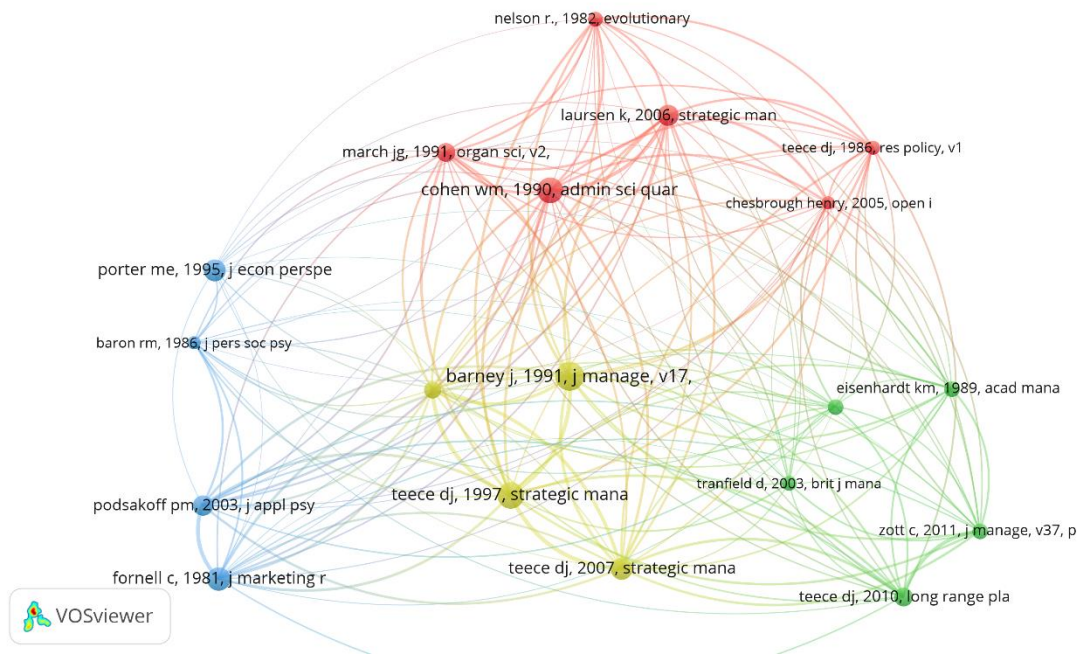 nelson r., 1982, evolutionary
laursen k, 2006, strategic man
march jg, 1991, organ sci, v2,
teece dj, 1986, res policy, v1
cohen wm, 1990, admin sci quar
chesbrough henry, 2005, open i
porter me, 1995, j econ perspe
baron rm, 1986, j pers soc psy
barney j, 1991, j manage, v17,
eisenhardt km, 1989, acad mana
tranfield d, 2003, brit j mana
teece dj, 1997, strategic mana
podsakoff pm, 2003, j appl psy
zott c, 2011, j manage, v37, p
teece dj, 2007, strategic mana
fornell c, 1981, j marketing r
teece dj, 2010, long range pla
VOSviewer